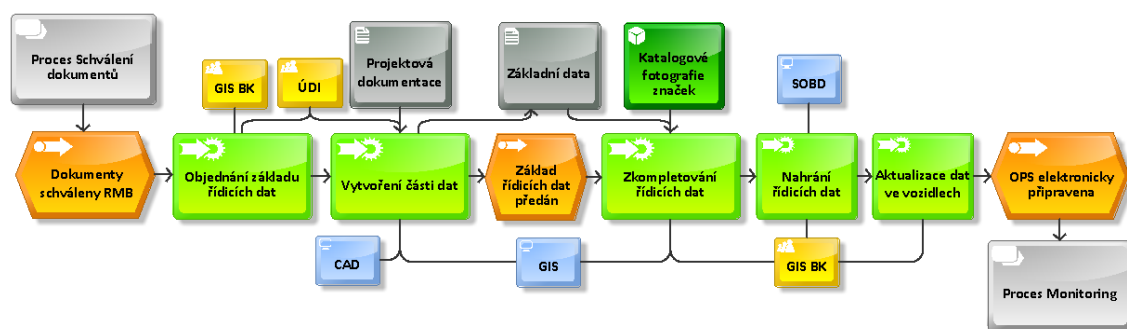 Proces Schválení
dokumentů
GIS BK
ÚDI
Projektová
dokumentace
Základní data
Katalogové
fotografie
značek
SOBD
Dokumenty
schváleny RMB
Objednání základu
řídicích dat
Vytvoření části dat
Základ
řídicích dat
předán
Zkompletování
řídicích dat
Nahrání
řídicích dat
Aktualizace dat
ve vozidlech
OPS elektronicky
připravena
CAD
GIS
GIS BK
Proces Monitoring